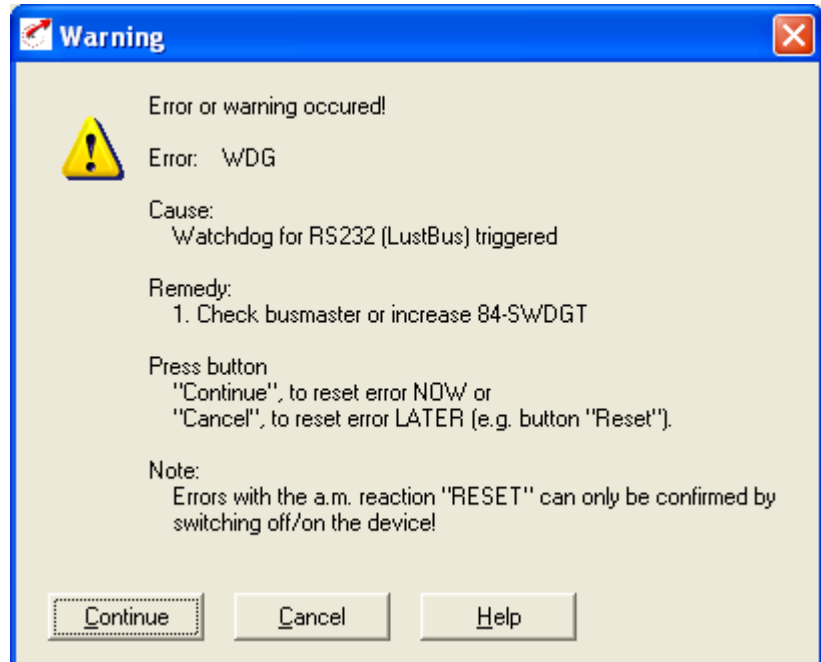 Warning
Error or warning occured!
Error: WDG
Cause:
Watchdog for RS232 (LustBus) triggered
Remedy:
1. Check busmaster or increase 84-SWDGT
Press button
"Continue", to reset error NOW or
"Cancel", to reset error LATER (e.g. button "Reset").
Note:
Errors with the a.m. reaction "RESET" can only be confirmed by
switching off/on the device!
Continue Cancel Help